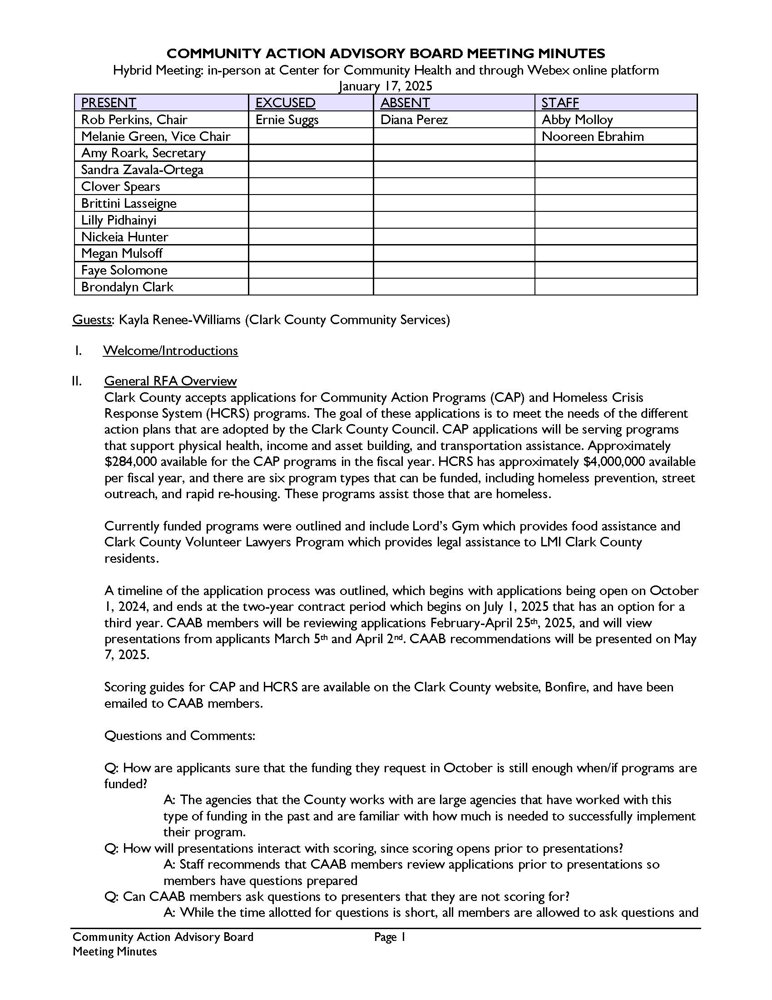 COMMUNITY ACTION ADVISORY BOARD MEETING MINUTES
Hybrid Meeting: in-person at Center for Community Health and through Webex online platform
January 17, 2025
PRESENT EXCUSED ABSENT STAFF
Rob Perkins, Chair Ernie Suggs Diana Perez Abby Molloy
Melanie Green, Vice Chair Nooreen Ebrahim
Amy Roark, Secretary
Sandra Zavala-Ortega
Clover Spears
Brittini Lasseigne
Lilly Pidhainyi
Nickeia Hunter
Megan Mulsoff
Faye Solomone
Brondalyn Clark
Guests: Kayla Renee-Williams (Clark County Community Services)
I. Welcome/Introductions
II. General RFA Overview
Clark County accepts applications for Community Action Programs (CAP) and Homeless Crisis
Response System (HCRS) programs. The goal of these applications is to meet the needs of the different
action plans that are adopted by the Clark County Council. CAP applications will be serving programs
that support physical health, income and asset building, and transportation assistance. Approximately
$284,000 available for the CAP programs in the fiscal year. HCRS has approximately $4,000,000 available
per fiscal year, and there are six program types that can be funded, including homeless prevention, street
outreach, and rapid re-housing. These programs assist those that are homeless.
Currently funded programs were outlined and include Lord’s Gym which provides food assistance and
Clark County Volunteer Lawyers Program which provides legal assistance to LMI Clark County
residents.
A timeline of the application process was outlined, which begins with applications being open on October
1, 2024, and ends at the two-year contract period which begins on July 1, 2025 that has an option for a
third year. CAAB members will be reviewing applications February-April 25th, 2025, and will view
presentations from applicants March 5th and April 2nd. CAAB recommendations will be presented on May
7, 2025.
Scoring guides for CAP and HCRS are available on the Clark County website, Bonfire, and have been
emailed to CAAB members.
Questions and Comments:
Q: How are applicants sure that the funding they request in October is still enough when/if programs are
funded?
A: The agencies that the County works with are large agencies that have worked with this
type of funding in the past and are familiar with how much is needed to successfully implement
their program.
Q: How will presentations interact with scoring, since scoring opens prior to presentations?
A: Staff recommends that CAAB members review applications prior to presentations so
members have questions prepared
Q: Can CAAB members ask questions to presenters that they are not scoring for?
A: While the time allotted for questions is short, all members are allowed to ask questions and
Community Action Advisory Board Page 1
Meeting Minutes